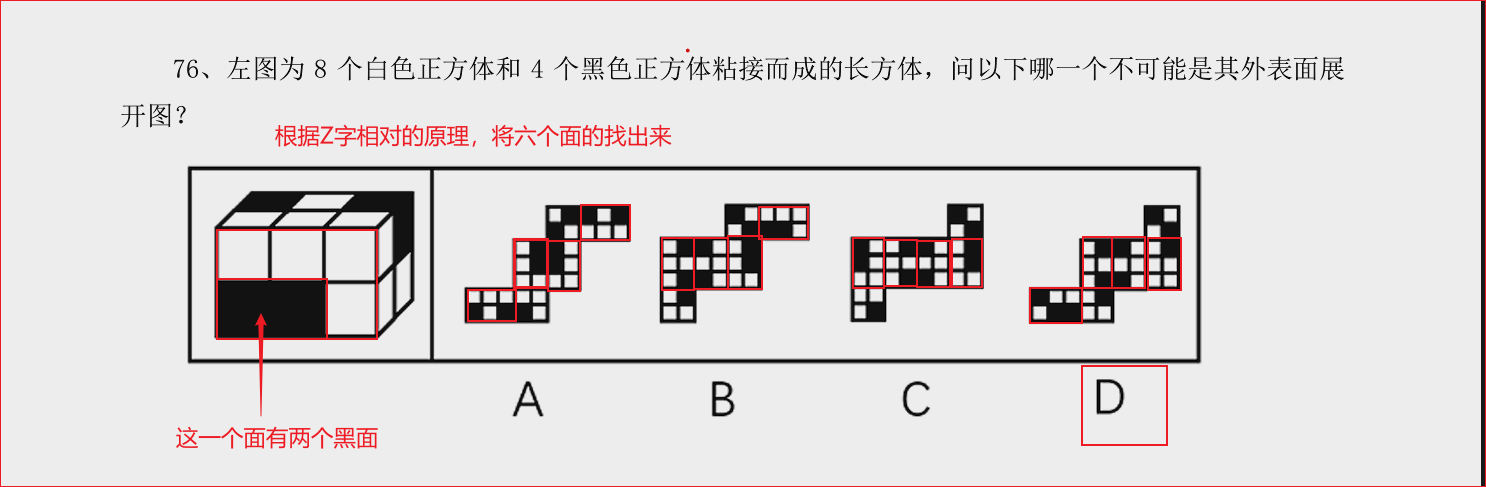 76、左图为 8 个白色正方体和 4 个黑色正方体粘接而成的长方体，问以下哪一个不可能是其外表面展
开图？
根据Z字相对的原理，将六个面的找出来
A
B
C
D
这一个面有两个黑面